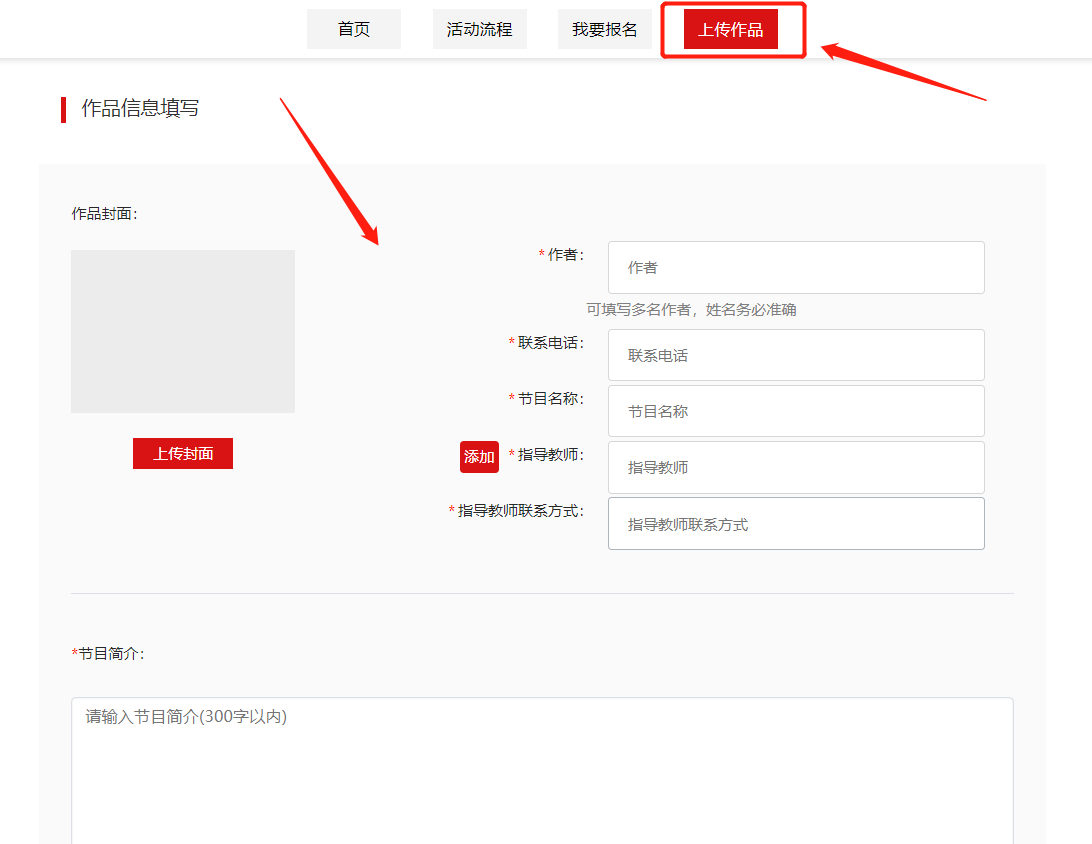 首页 活动流程 我要报名 上传作品
作品信息填写
作品封面：
*作者： 作者
可填写多名作者，姓名务必准确
*联系电话： 联系电话
*节目名称： 节目名称
上传封面
添加 *指导教师： 指导教师
*指导教师联系方式： 指导教师联系方式
*节目简介：
请输入节目简介(300字以内)